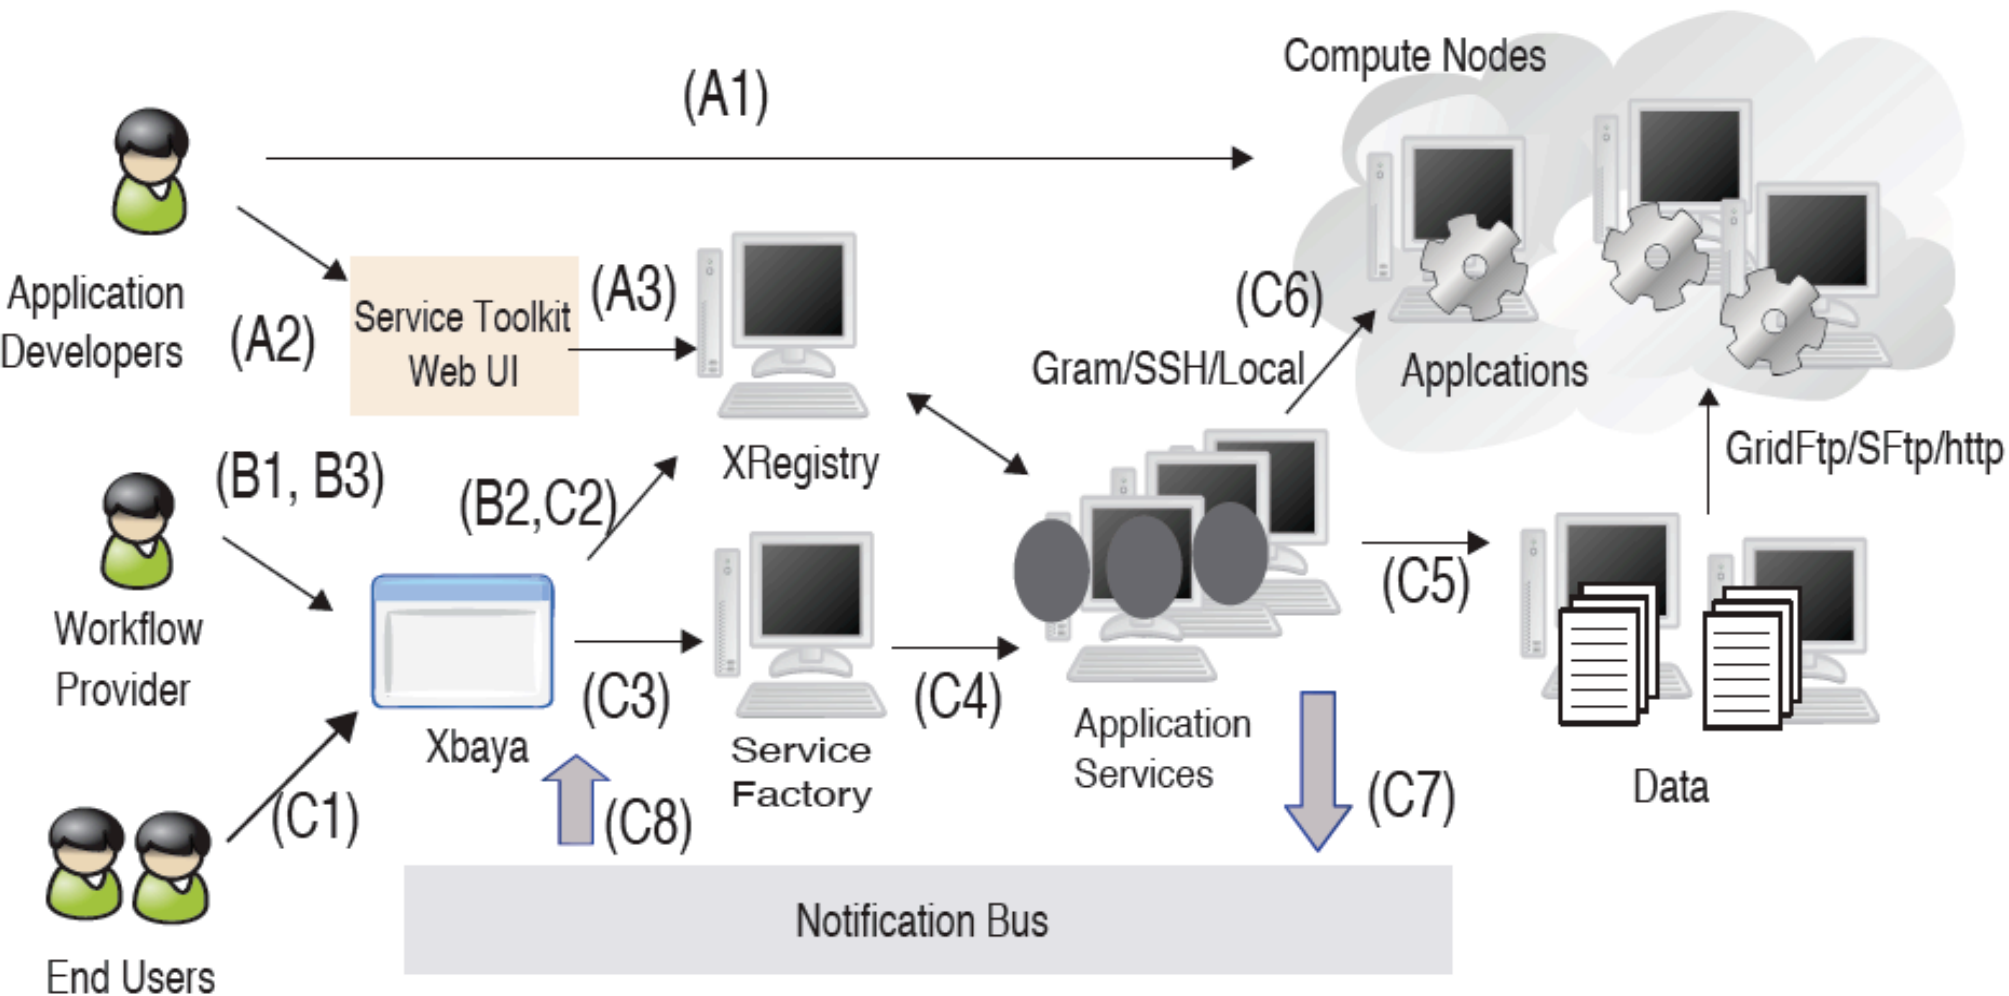 Compute Nodes
(A1)
Application
Developers
(A2)
Service Toolkit
Web UI
(A3)
XRegistry
(C6)
Gram/SSH/Local
Applcations
GridFtp/SFtp/http
(B1, B3)
(B2,C2)
Workflow
Provider
Xbaya
(C3)
Service
Factory
(C4)
Application
Services
(C5)
Data
(C1)
(C8)
(C7)
Notification Bus
End Users